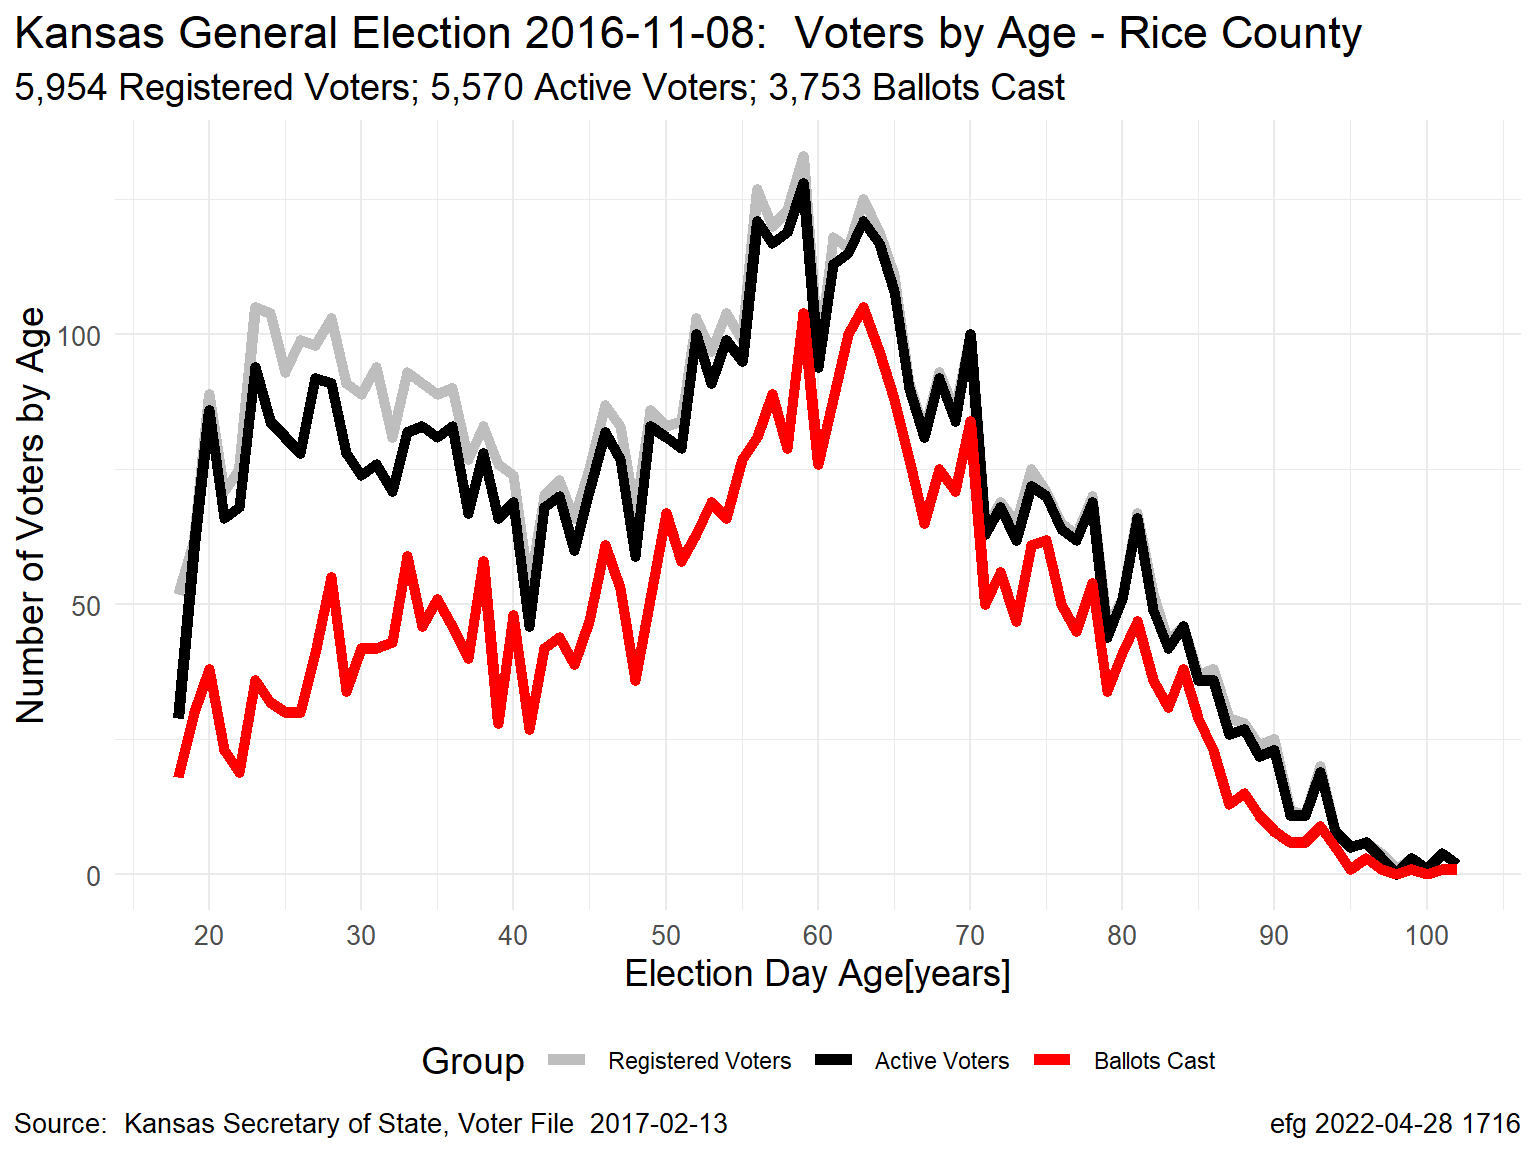 Kansas General Election 2016-11-08:  Voters by Age - Rice County
5,954 Registered Voters; 5,570 Active Voters; 3,753 Ballots Cast
Number of Voters by Age
100
50
0
20 30 40 50 60 70 80 90 100
Election Day Age[years]
Group Registered Voters Active Voters Ballots Cast
Source:  Kansas Secretary of State, Voter File  2017-02-13
efg 2022-04-28 1716